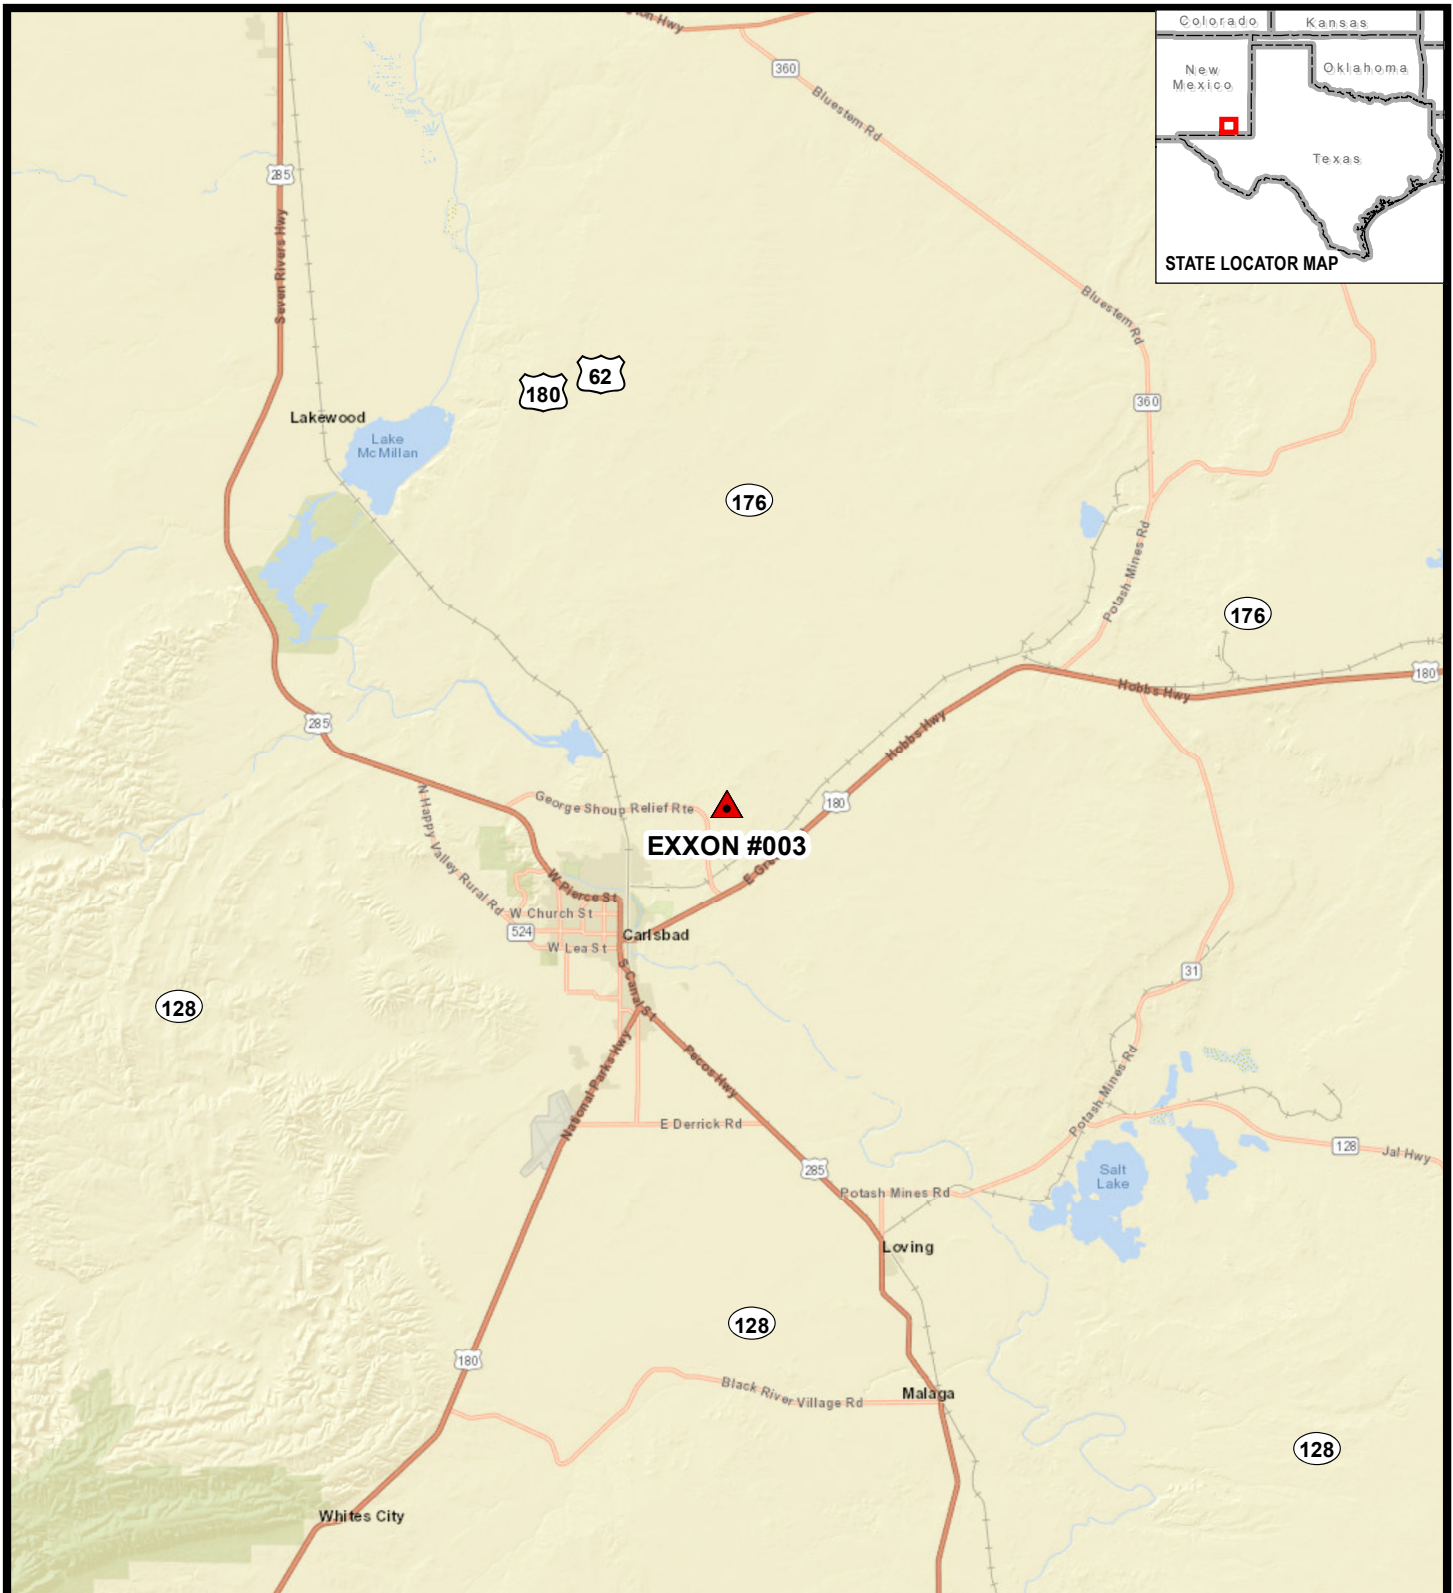 Colorado
Kansas
New
Mexico
Oklahoma
Texas
STATE LOCATOR MAP
Hwy
360
Bluestem Rd
285
Seven Rivers Hwy
Bluestem Rd
180
62
360
Lakewood
Lake
McMillan
176
Potash Mines Rd
176
180
Hobbs Hwy
285
Hobbs Hwy
N Happy Valley Rural Rd
George Shoup Relief Rte
180
EXXON #003
E
W Pierce St
W Church St
524
Carlsbad
W Lea St
S Canal St
31
128
National Parks Hwy
Pecos Hwy
Potash Mines Rd
E Derrick Rd
128
Jal Hwy
285
Salt
Lake
Potash Mines Rd
Loving
128
180
Black River Village Rd
Malaga
128
Whites City